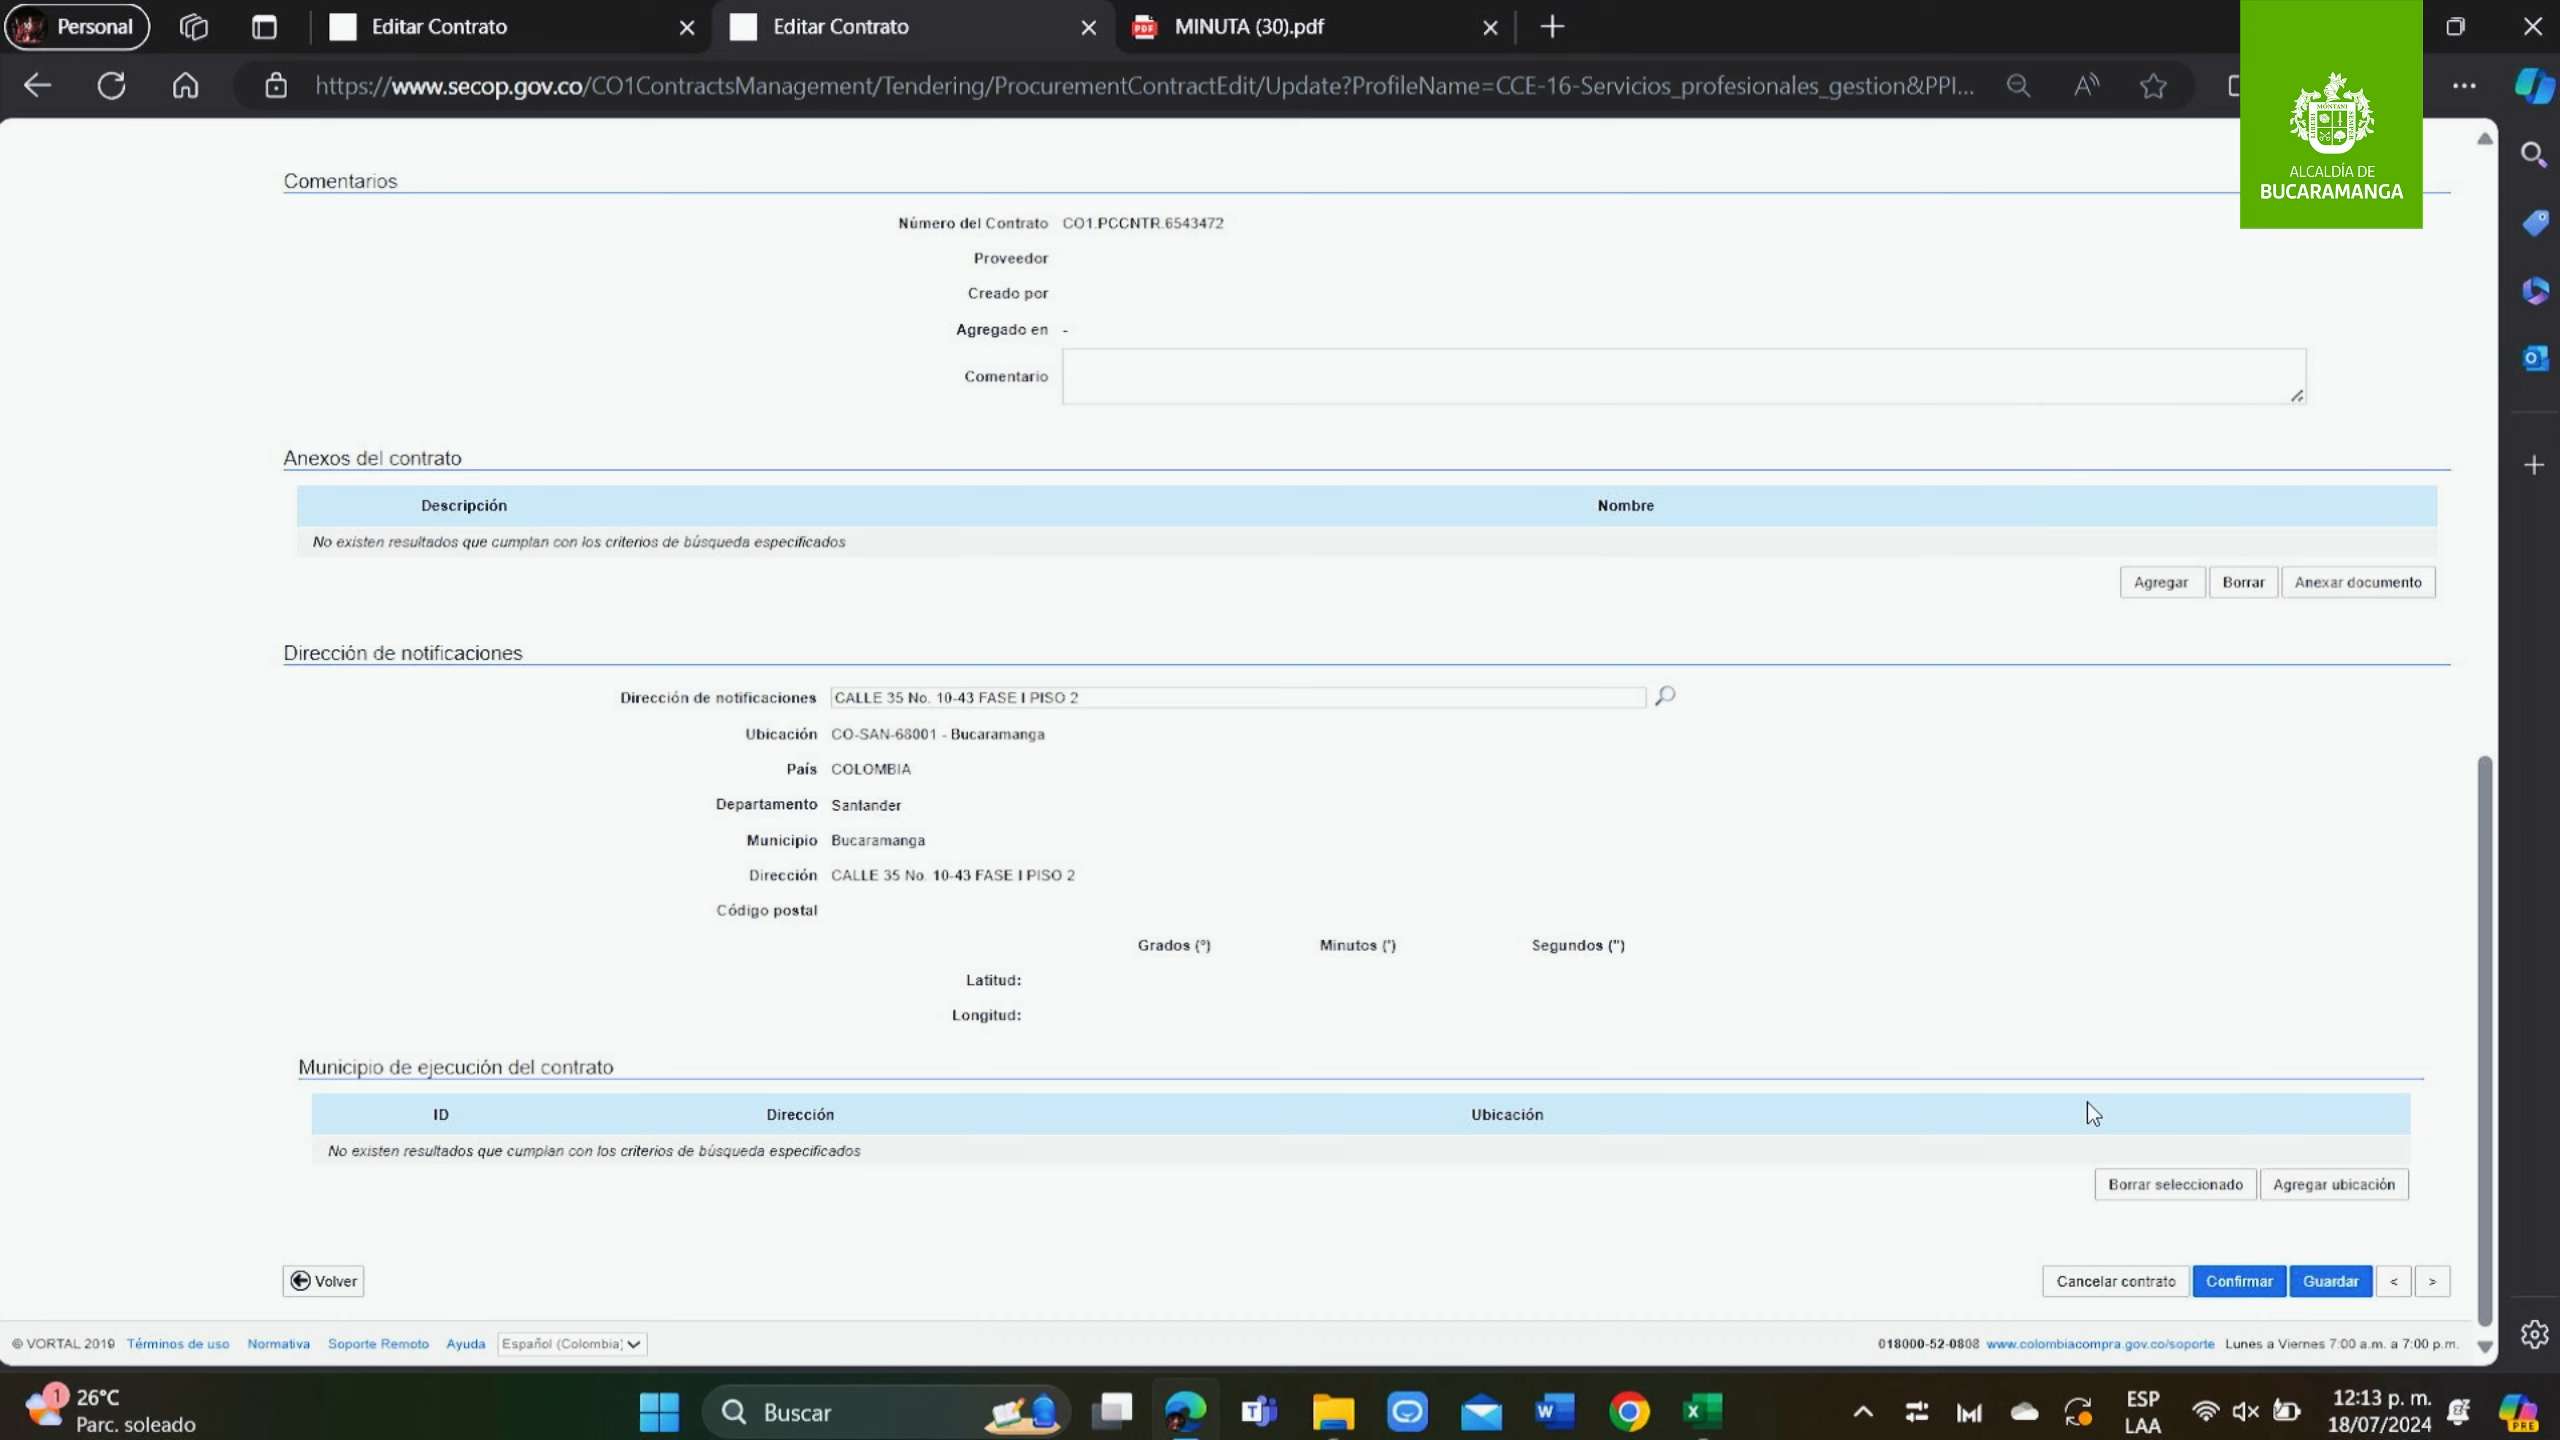 Personal
Editar Contrato
Editar Contrato
MINUTA (30).pdf
https://www.secop.gov.co/CO1ContractsManagement/Tendering/ProcurementContractEdit/Update?ProfileName=CCE-16-Servicios_profesionales_gestion&PPI...
ALCALDÍA DE
BUCARAMANGA
Comentarios
Número del Contrato CO1.PCCNTR.6543472
Proveedor
Creado por
Agregado en -
Comentario
Anexos del contrato
Descripción Nombre
No existen resultados que cumplan con los criterios de búsqueda especificados
Agregar Borrar Anexar documento
Dirección de notificaciones
Dirección de notificaciones CALLE 35 No. 10-43 FASE I PISO 2
Ubicación CO-SAN-68001 - Bucaramanga
País COLOMBIA
Departamento Santander
Municipio Bucaramanga
Dirección CALLE 35 No. 10-43 FASE I PISO 2
Código postal
Grados (°) Minutos (') Segundos ('')
Latitud:
Longitud:
Municipio de ejecución del contrato
ID Dirección Ubicación
No existen resultados que cumplan con los criterios de búsqueda especificados
Borrar seleccionado Agregar ubicación
Volver Cancelar contrato Confirmar Guardar < >
© VORTAL 2019 Términos de uso Normativa Soporte Remoto Ayuda Español (Colombia) 018000-52-0808 www.colombiacompra.gov.co/soporte Lunes a Viernes 7:00 a.m. a 7:00 p.m.
1 26°C
Parc. soleado
Buscar
ESP
LAA
12:13 p. m.
18/07/2024